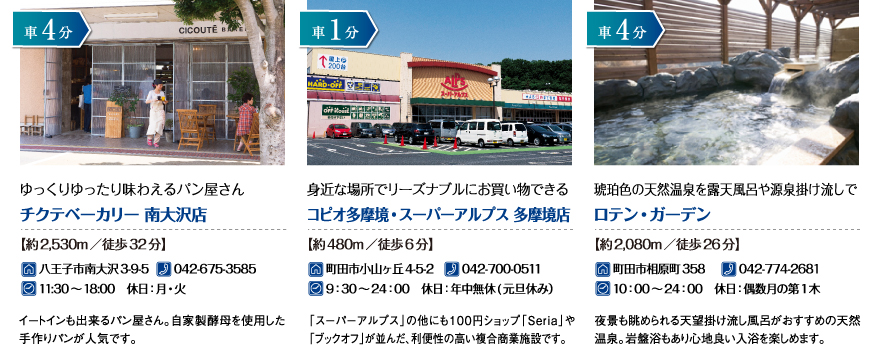 車4分
CICOUTE BAKERY
ゆっくりゆったり味わえるパン屋さん
チクテベーカリー 南大沢店
【約2,530m／徒歩32分】
八王子市南大沢3-9-5 042-675-3585
11:30～18:00 休日：月・火
イートインも出来るパン屋さん。自家製酵母を使用した
手作りパンが人気です。
車1分
屋上P
200台
HARD-OFF
OFF HOUSE
Alps
スーパーアルプス
身近な場所でリーズナブルにお買い物できる
コピオ多摩境・スーパーアルプス 多摩境店
【約480m／徒歩6分】
町田市小山ヶ丘4-5-2 042-700-0511
9：30～24：00 休日：年中無休（元旦休み）
「スーパーアルプス」の他にも100円ショップ「Seria」や
「ブックオフ」が並んだ、利便性の高い複合商業施設です。
車4分
琥珀色の天然温泉を露天風呂や源泉掛け流しで
ロテン・ガーデン
【約2,080m／徒歩26分】
町田市相原町358 042-774-2681
10：00～24：00 休日：偶数月の第1木
夜景も眺められる天望掛け流し風呂がおすすめの天然
温泉。岩盤浴もあり心地良い入浴を楽しめます。